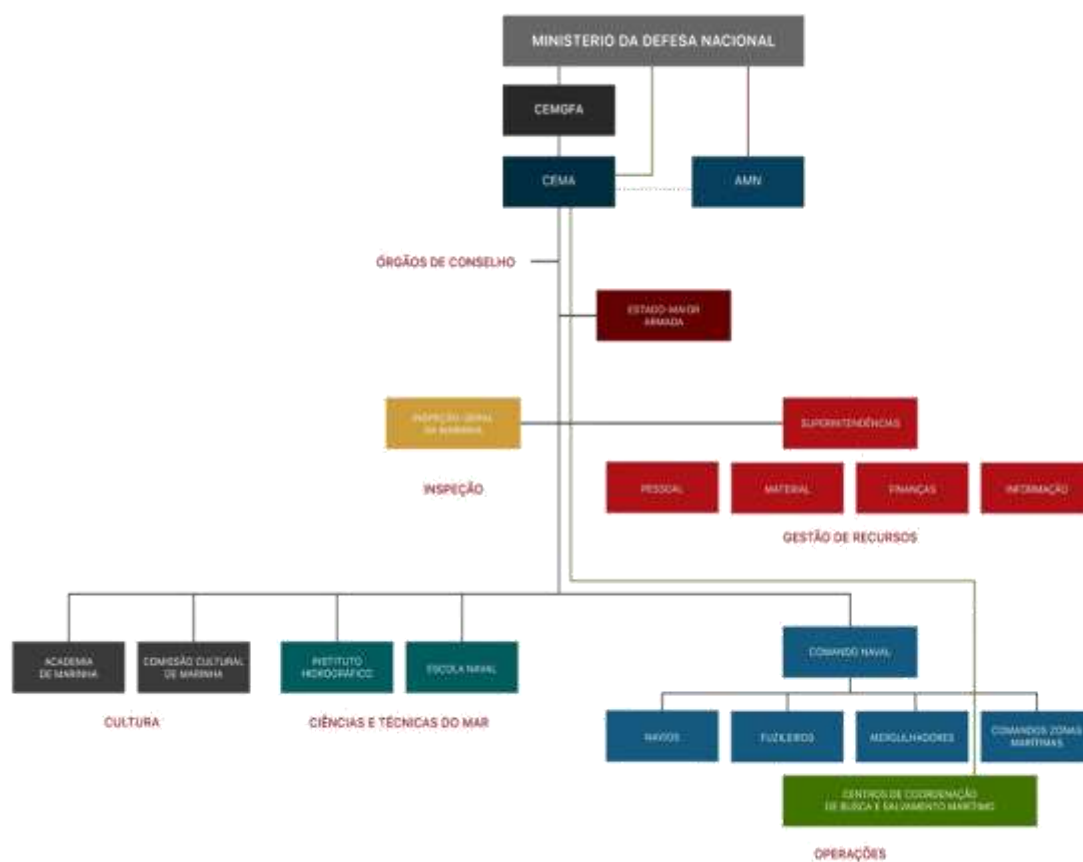 MINISTERIO DA DEFESA NACIONAL
CEMGFA
CEMA
AMN
ÓRGÃOS DE CONSELHO
ESTADO-MAIOR
ARMADA
INSPEÇÃO-GERAL
DA MARINHA
SUPERINTENDÊNCIAS
INSPEÇÃO
PESSOAL
MATERIAL
FINANÇAS
INFORMAÇÃO
GESTÃO DE RECURSOS
ACADEMIA
DE MARINHA
COMISSÃO CULTURAL
DE MARINHA
INSTITUTO
HIDROGRÁFICO
ESCOLA NAVAL
COMANDO NAVAL
CULTURA
CIÊNCIAS E TÉCNICAS DO MAR
NAVIOS
FUZILEIROS
MERGULHADORES
COMANDOS ZONAS
MARÍTIMAS
CENTROS DE COORDENAÇÃO
DE BUSCA E SALVAMENTO MARÍTIMO
OPERAÇÕES